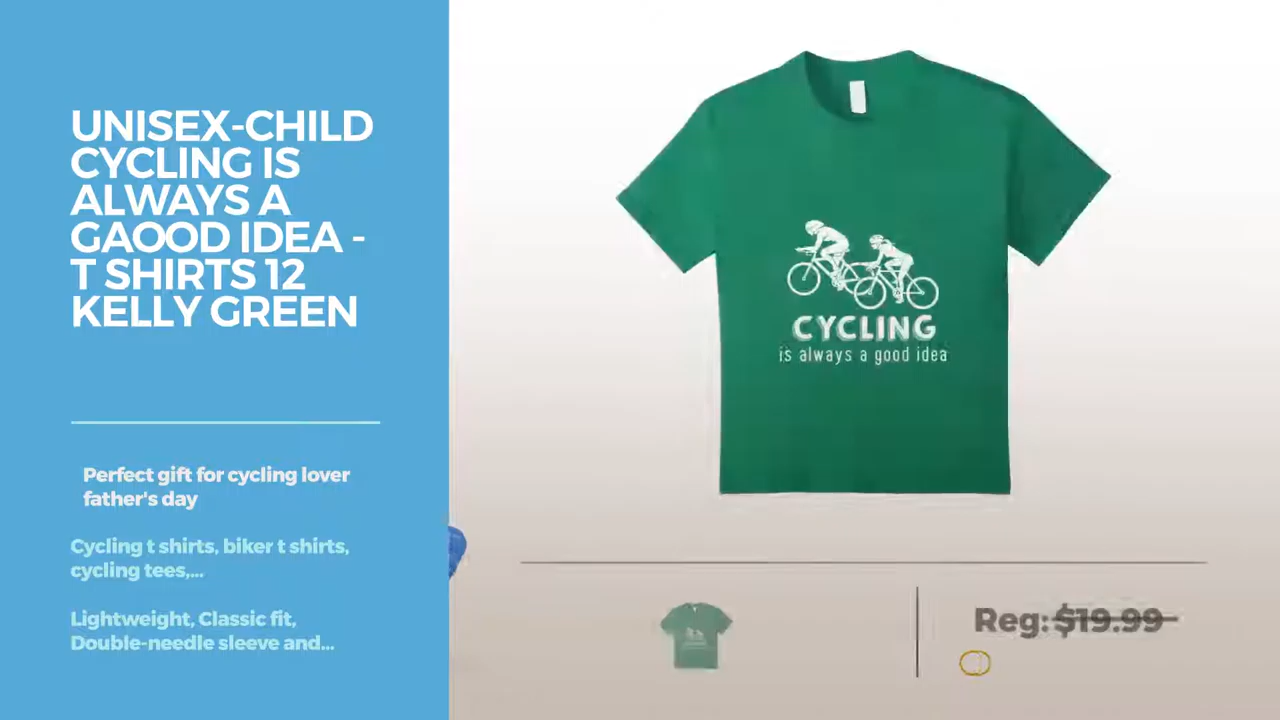 UNISEX-CHILD
CYCLING IS
ALWAYS A
GAOOD IDEA -
T SHIRTS 12
KELLY GREEN
Perfect gift for cycling lover
father's day
Cycling t shirts, biker t shirts,
cycling tees,...
Lightweight, Classic fit,
Double-needle sleeve and...
CYCLING
is always a good idea
Reg: $19.99